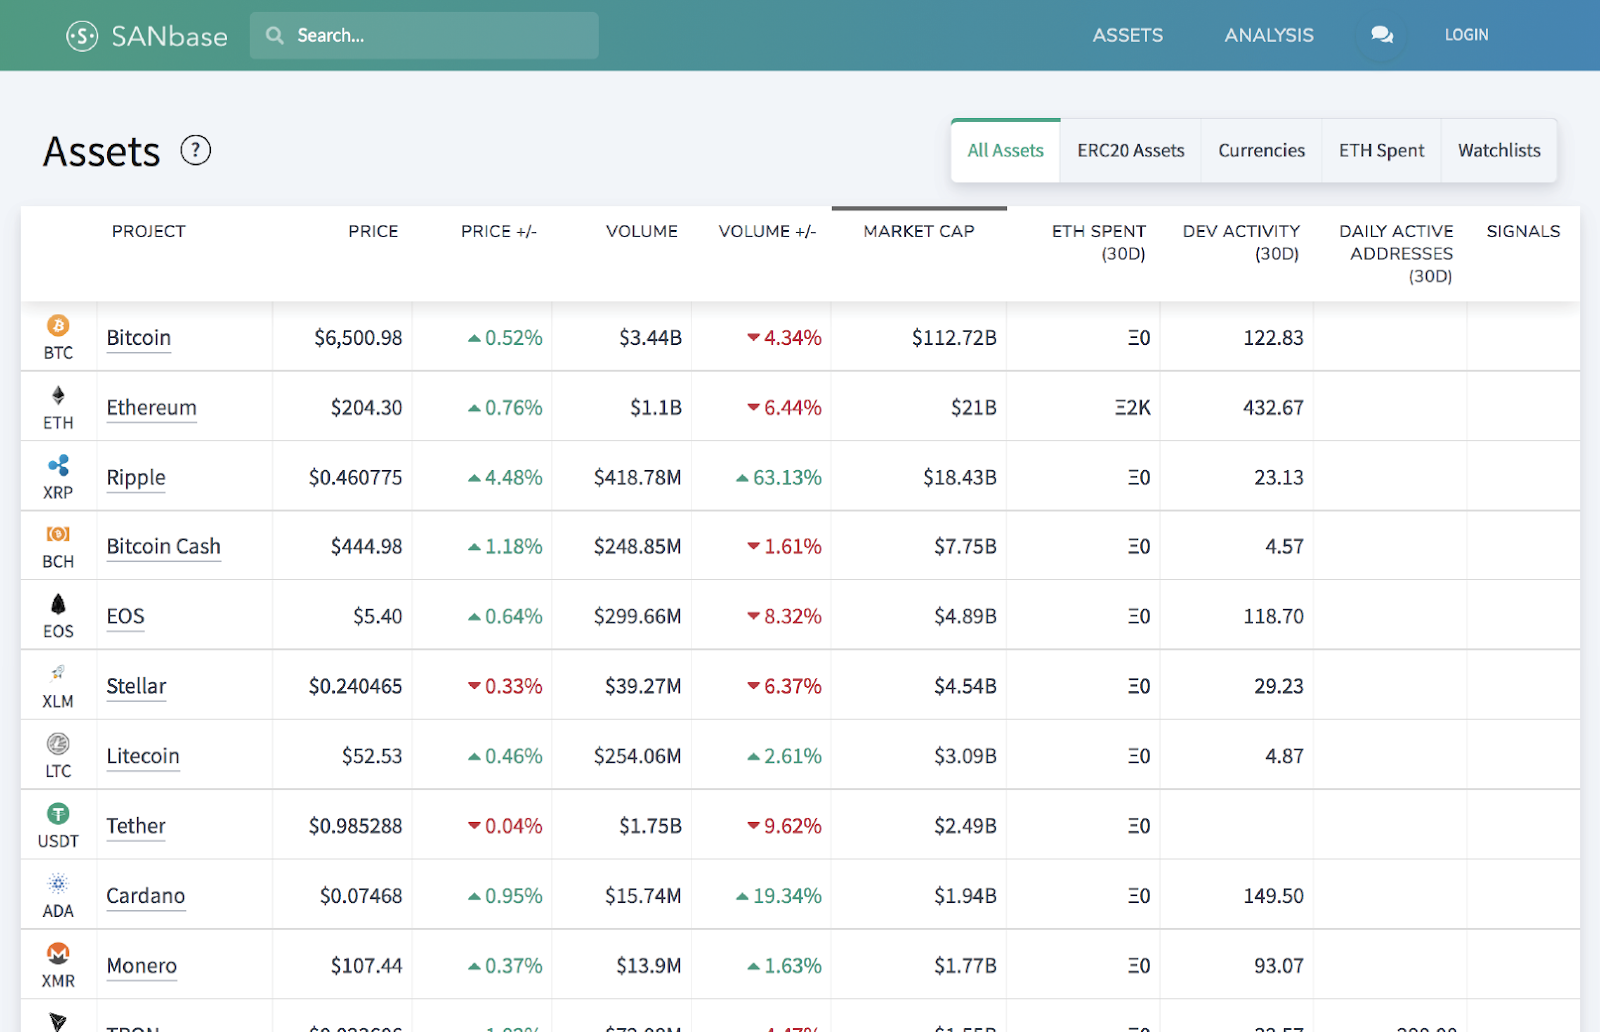 SANbase Search... ASSETS ANALYSIS LOGIN
Assets ? All Assets ERC20 Assets Currencies ETH Spent Watchlists
PROJECT PRICE PRICE +/- VOLUME VOLUME +/- MARKET CAP ETH SPENT (30D) DEV ACTIVITY (30D) DAILY ACTIVE ADDRESSES (30D) SIGNALS
BTC Bitcoin $6,500.98 0.52% $3.44B 4.34% $112.72B Ξ0 122.83
ETH Ethereum $204.30 0.76% $1.1B 6.44% $21B Ξ2K 432.67
XRP Ripple $0.460775 4.48% $418.78M 63.13% $18.43B Ξ0 23.13
BCH Bitcoin Cash $444.98 1.18% $248.85M 1.61% $7.75B Ξ0 4.57
EOS EOS $5.40 0.64% $299.66M 8.32% $4.89B Ξ0 118.70
XLM Stellar $0.240465 0.33% $39.27M 6.37% $4.54B Ξ0 29.23
LTC Litecoin $52.53 0.46% $254.06M 2.61% $3.09B Ξ0 4.87
USDT Tether $0.985288 0.04% $1.75B 9.62% $2.49B Ξ0
ADA Cardano $0.07468 0.95% $15.74M 19.34% $1.94B Ξ0 149.50
XMR Monero $107.44 0.37% $13.9M 1.63% $1.77B Ξ0 93.07
TRON